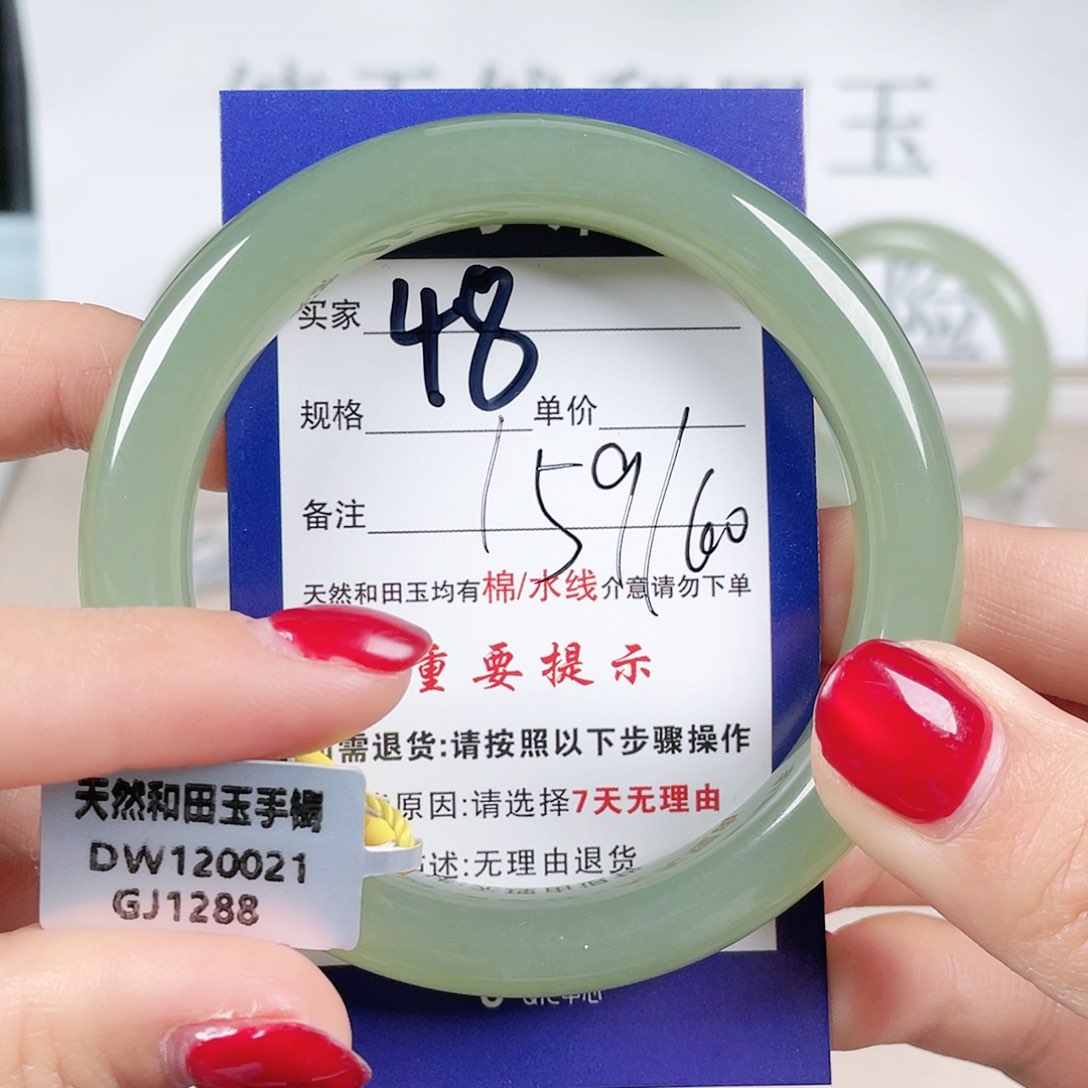 玉
险
买家 48
规格 单价
159/60
备注
天然和田玉均有棉/水线介意请勿下单
重要提示
需退货:请按照以下步骤操作
原因:请选择7天无理由
述:无理由退货
天然和田玉手镯
DW120021
GJ1288